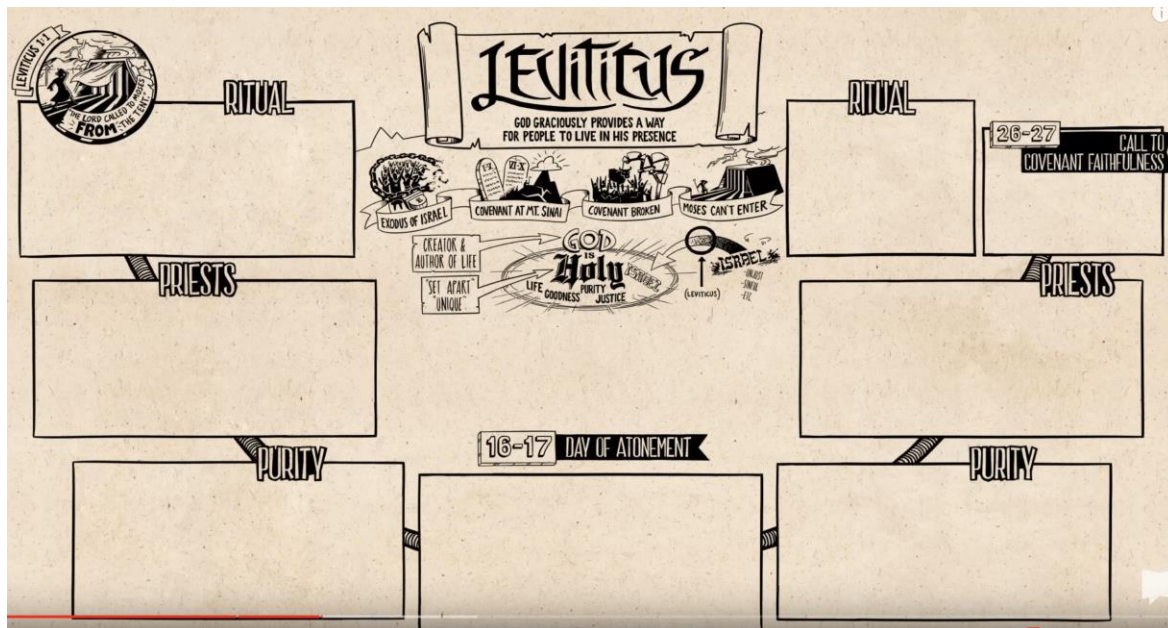 LEVITICUS 1:1
THE LORD CALLED TO MOSES
FROM THE TENT
RITUAL
LEVITICUS
GOD GRACIOUSLY PROVIDES A WAY
FOR PEOPLE TO LIVE IN HIS PRESENCE
RITUAL
26-27
CALL TO
COVENANT FAITHFULNESS
I-V
VI-X
EXODUS OF ISRAEL
COVENANT AT MT. SINAI
COVENANT BROKEN
MOSES CAN'T ENTER
CREATOR &
AUTHOR OF LIFE
"SET APART"
"UNIQUE"
GOD
IS
Holy
LIFE
GOODNESS
PURITY
JUSTICE
(LEVITICUS)
ISRAEL
-UNJUST
-SINFUL
-ETC.
PRIESTS
PRIESTS
16-17
DAY OF ATONEMENT
PURITY
PURITY